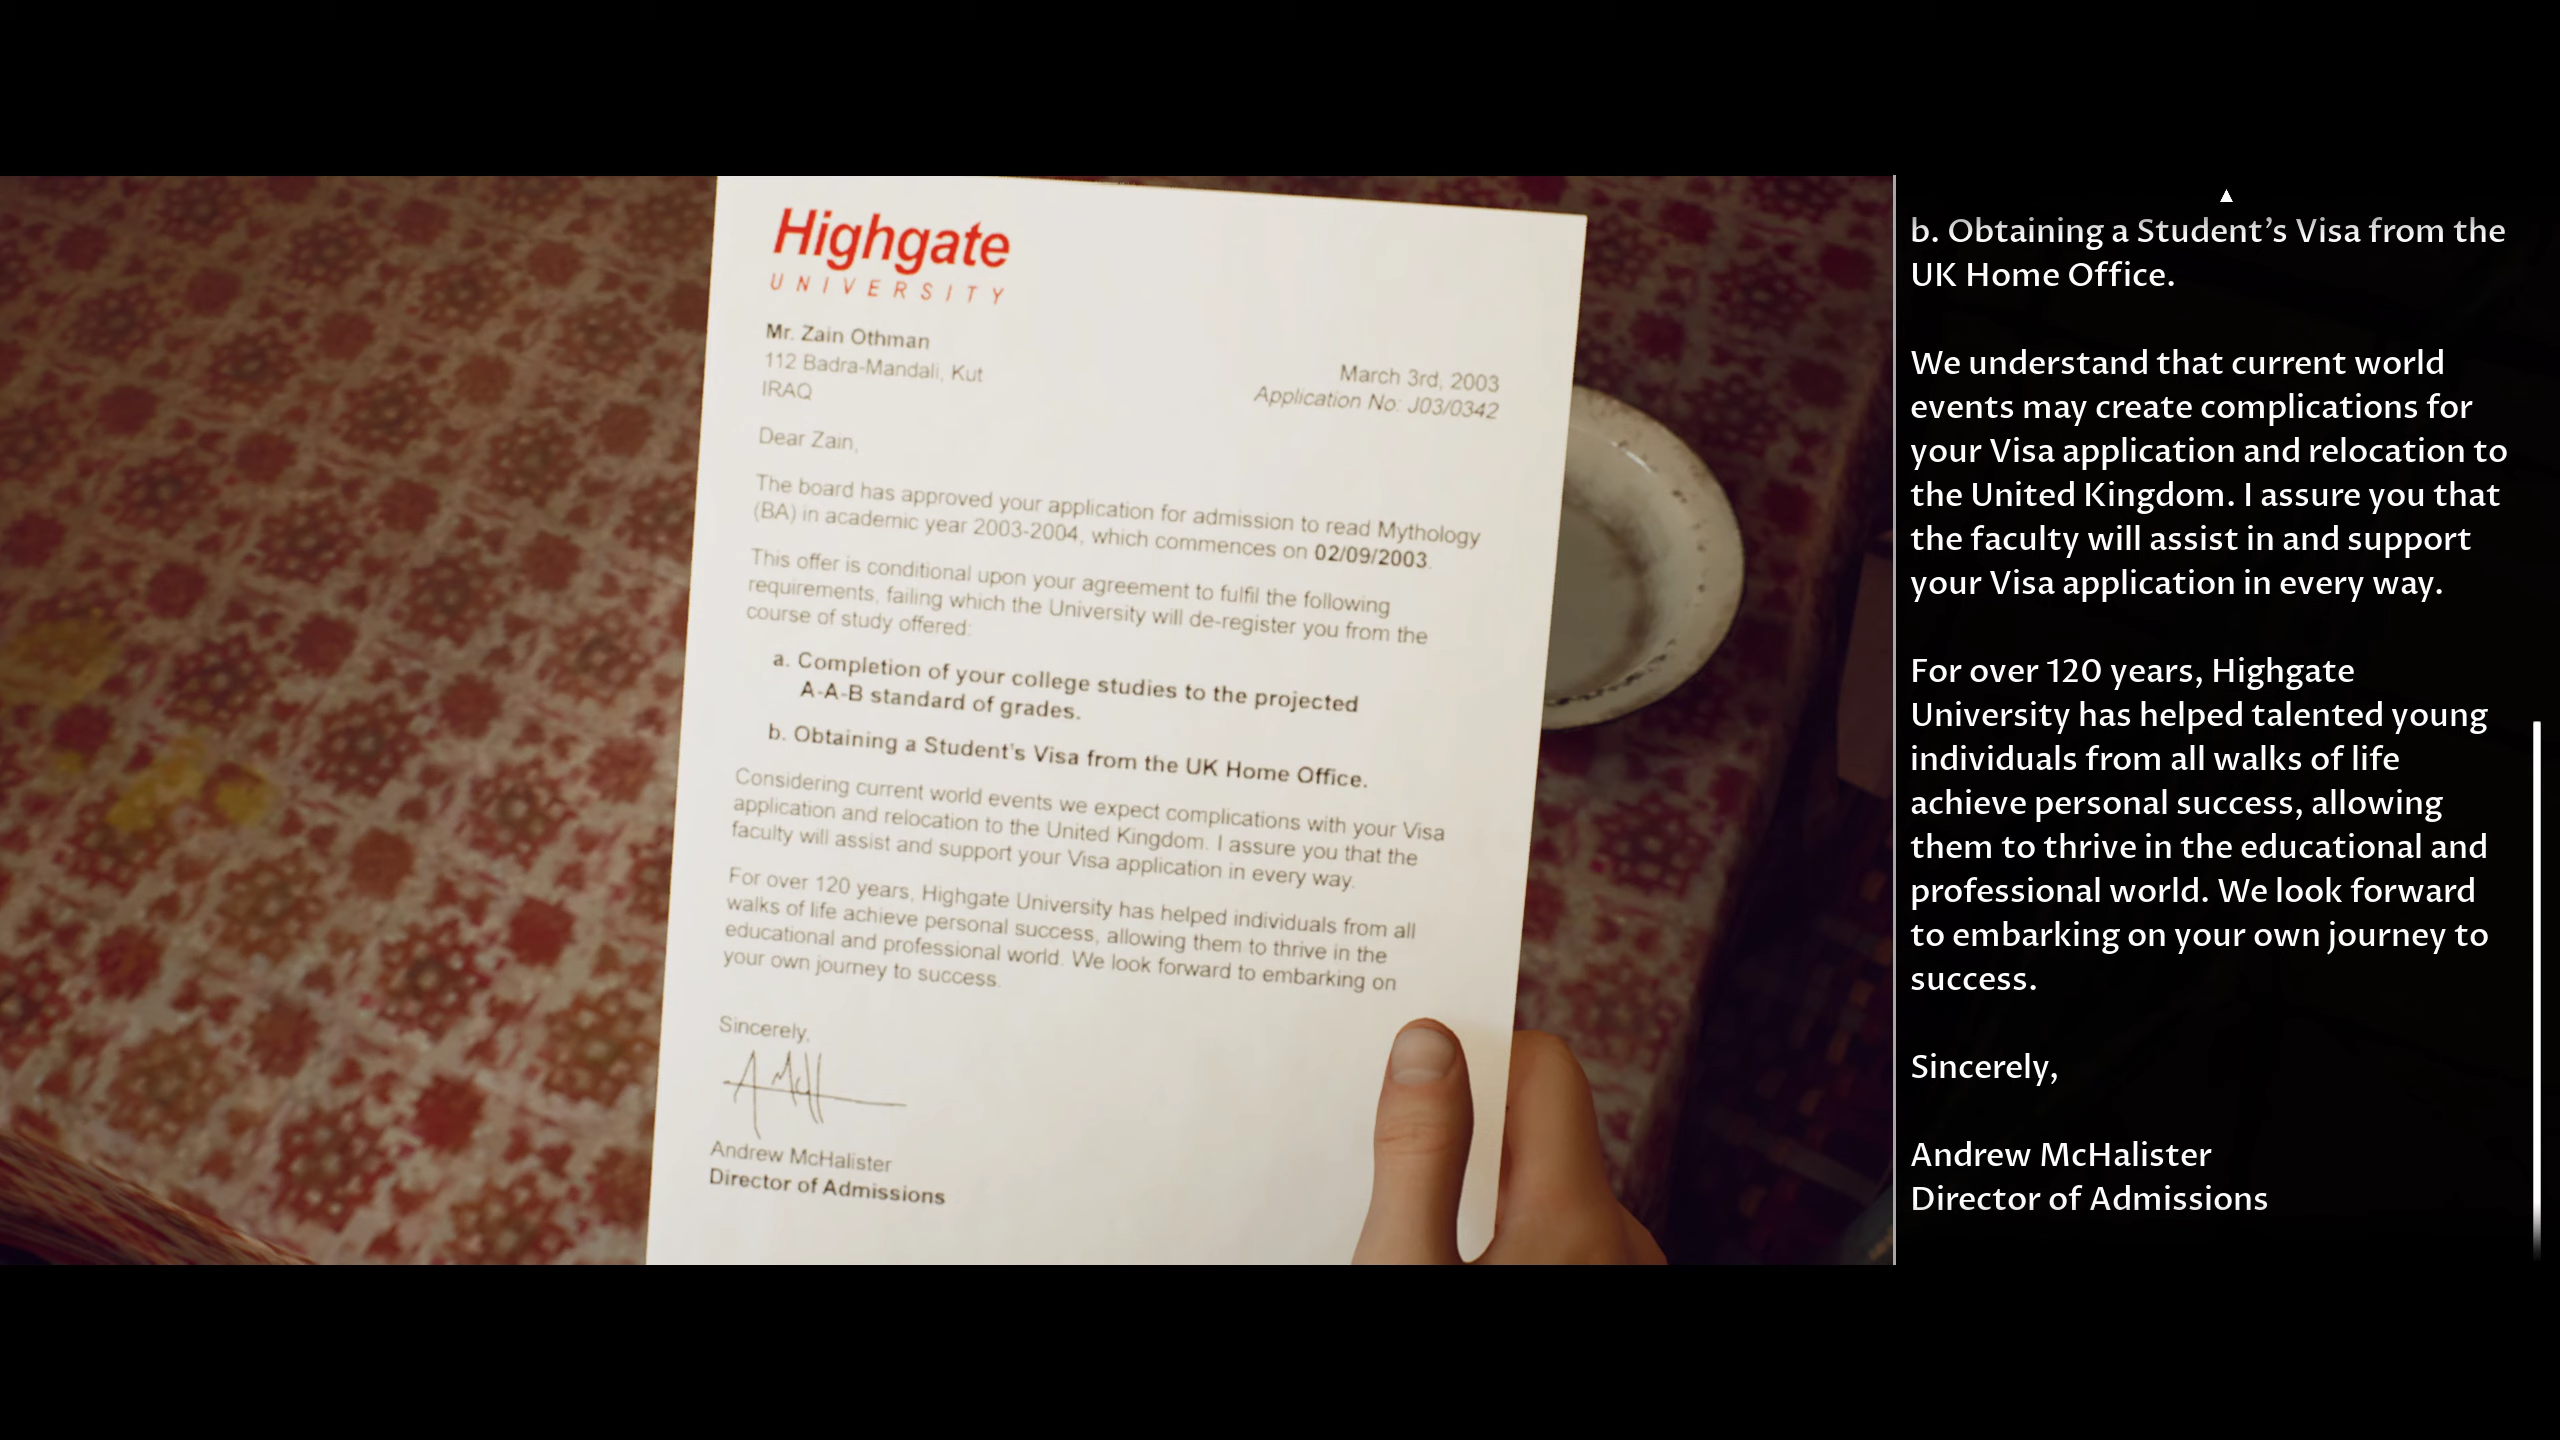 Highgate
UNIVERSITY
Mr. Zain Othman
112 Badra-Mandali, Kut
IRAQ
March 3rd, 2003
Application No: J03/0342
Dear Zain,
The board has approved your application for admission to read Mythology
(BA) in academic year 2003-2004, which commences on 02/09/2003.
This offer is conditional upon your agreement to fulfil the following
requirements, failing which the University will de-register you from the
course of study offered:
a. Completion of your college studies to the projected
A-A-B standard of grades.
b. Obtaining a Student's Visa from the UK Home Office.
Considering current world events we expect complications with your Visa
application and relocation to the United Kingdom. I assure you that the
faculty will assist and support your Visa application in every way.
For over 120 years, Highgate University has helped individuals from all
walks of life achieve personal success, allowing them to thrive in the
educational and professional world. We look forward to embarking on
your own journey to success.
Sincerely,
Andrew McHalister
Director of Admissions
b. Obtaining a Student’s Visa from the
UK Home Office.
We understand that current world
events may create complications for
your Visa application and relocation to
the United Kingdom. I assure you that
the faculty will assist in and support
your Visa application in every way.
For over 120 years, Highgate
University has helped talented young
individuals from all walks of life
achieve personal success, allowing
them to thrive in the educational and
professional world. We look forward
to embarking on your own journey to
success.
Sincerely,
Andrew McHalister
Director of Admissions